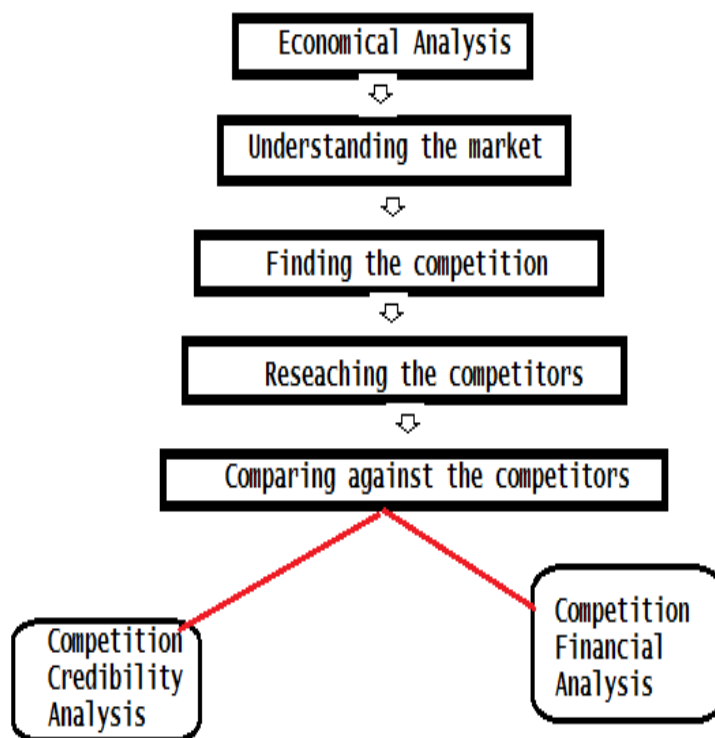 Economical Analysis
Understanding the market
Finding the competition
Reseaching the competitors
Comparing against the competitors
Competition
Credibility
Analysis
Competition
Financial
Analysis